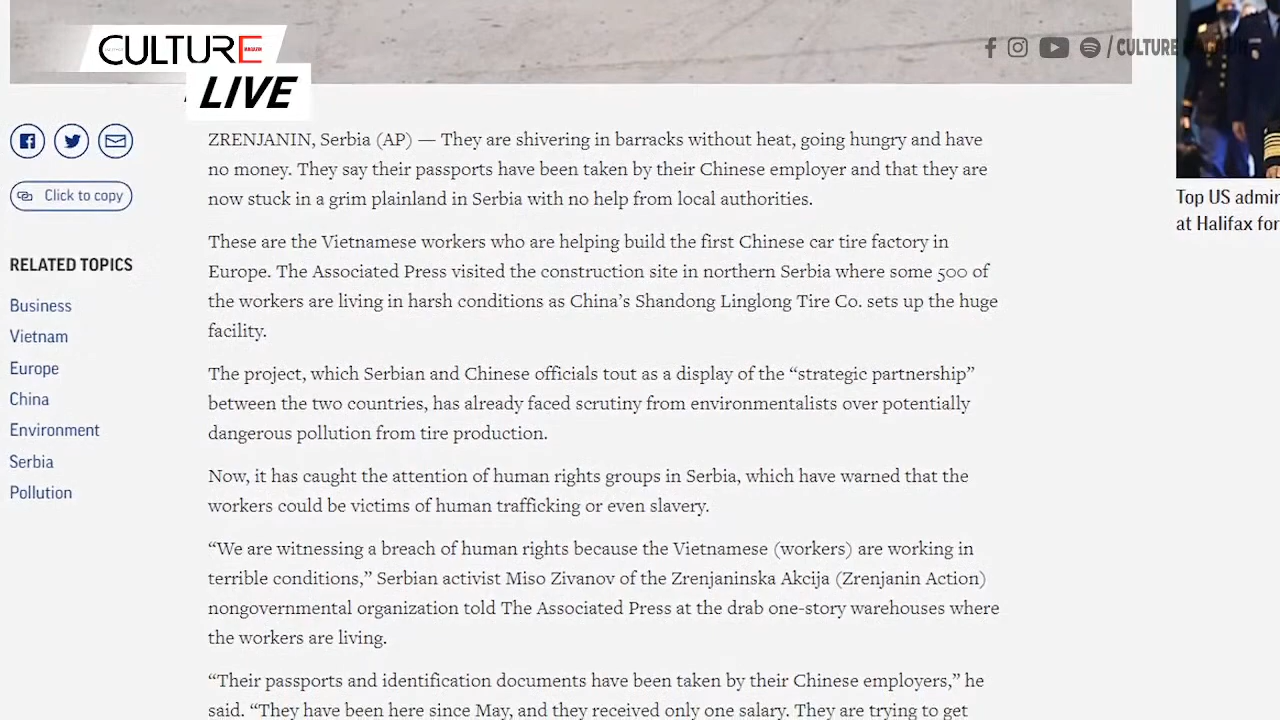 CULTURE
LIVE
/ CULTURE
Click to copy
RELATED TOPICS
Business
Vietnam
Europe
China
Environment
Serbia
Pollution
ZRENJANIN, Serbia (AP) — They are shivering in barracks without heat, going hungry and have
no money. They say their passports have been taken by their Chinese employer and that they are
now stuck in a grim plainland in Serbia with no help from local authorities.
These are the Vietnamese workers who are helping build the first Chinese car tire factory in
Europe. The Associated Press visited the construction site in northern Serbia where some 500 of
the workers are living in harsh conditions as China’s Shandong Linglong Tire Co. sets up the huge
facility.
The project, which Serbian and Chinese officials tout as a display of the “strategic partnership”
between the two countries, has already faced scrutiny from environmentalists over potentially
dangerous pollution from tire production.
Now, it has caught the attention of human rights groups in Serbia, which have warned that the
workers could be victims of human trafficking or even slavery.
“We are witnessing a breach of human rights because the Vietnamese (workers) are working in
terrible conditions,” Serbian activist Miso Zivanov of the Zrenjaninska Akcija (Zrenjanin Action)
nongovernmental organization told The Associated Press at the drab one-story warehouses where
the workers are living.
“Their passports and identification documents have been taken by their Chinese employers,” he
said. “They have been here since May, and they received only one salary. They are trying to get
Top US admir
at Halifax for